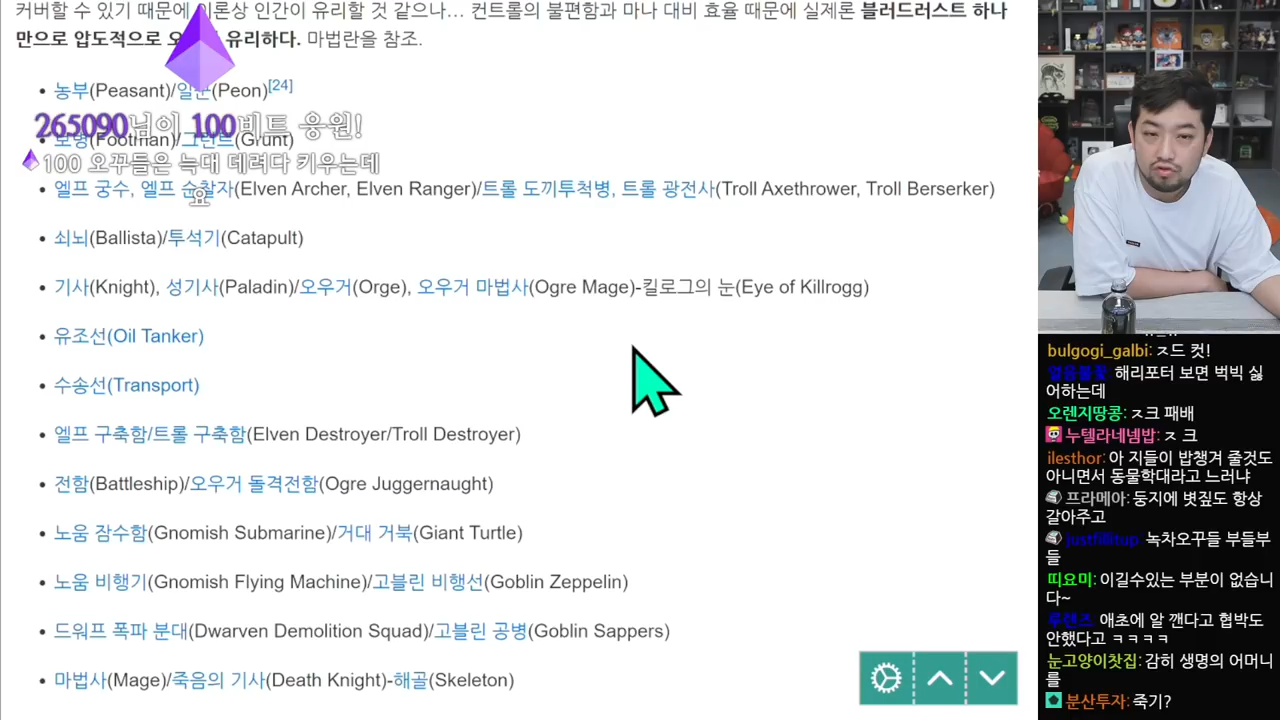 커버할 수 있기 때문에 이론상 인간이 유리할 것 같으나… 컨트롤의 불편함과 마나 대비 효율 때문에 실제론 블러드러스트 하나
만으로 압도적으로 오 유리하다. 마법란을 참조.
농부(Peasant)/일꾼(Peon)[24]
265090님이 100비트 응원!
보병(Footman)/그런트(Grunt)
100 오꾸들은 늑대 데려다 키우는데
요
엘프 궁수, 엘프 순찰자(Elven Archer, Elven Ranger)/트롤 도끼투척병, 트롤 광전사(Troll Axethrower, Troll Berserker)
쇠뇌(Ballista)/투석기(Catapult)
기사(Knight), 성기사(Paladin)/오우거(Orge), 오우거 마법사(Ogre Mage)-킬로그의 눈(Eye of Killrogg)
유조선(Oil Tanker)
수송선(Transport)
엘프 구축함/트롤 구축함(Elven Destroyer/Troll Destroyer)
전함(Battleship)/오우거 돌격전함(Ogre Juggernaught)
노움 잠수함(Gnomish Submarine)/거대 거북(Giant Turtle)
노움 비행기(Gnomish Flying Machine)/고블린 비행선(Goblin Zeppelin)
드워프 폭파 분대(Dwarven Demolition Squad)/고블린 공병(Goblin Sappers)
마법사(Mage)/죽음의 기사(Death Knight)-해골(Skeleton)
bulgogi_galbi: ㅈ드 컷!
얼음불꽃: 해리포터 보면 벅빅 싫
어하는데
오렌지땅콩: ㅈ크 패배
누텔라네넴밥: ㅈ 크
ilesthor: 아 지들이 밥챙겨 줄것도
아니면서 동물학대라고 느러냐
프라메아: 둥지에 볏짚도 항상
갈아주고
justfillitup: 녹차오꾸들 부들부
들
띠요미: 이길수있는 부분이 없습니
다~
루렌즈: 애초에 알 깬다고 협박도
안했다고 ㅋㅋㅋㅋ
눈고양이찻집: 감히 생명의 어머니
를
분산투자: 죽기?